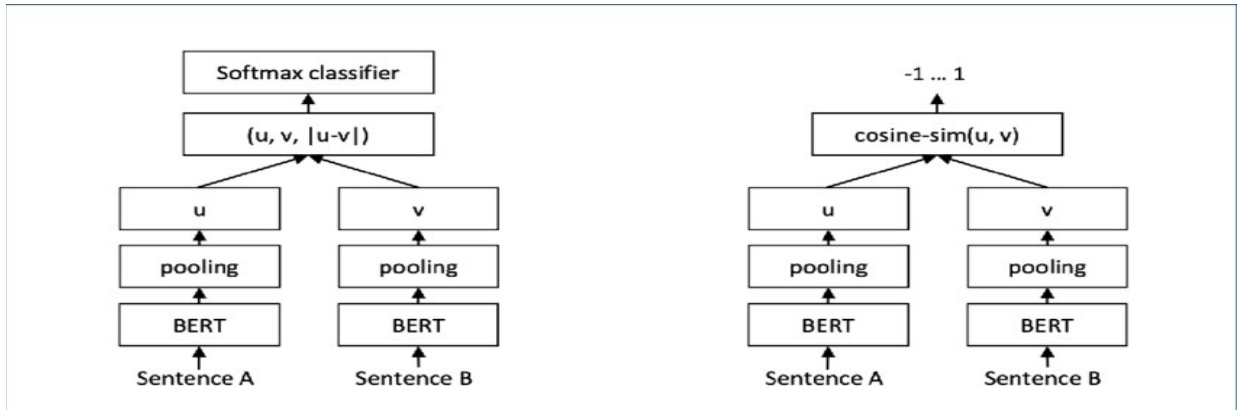 Softmax classifier
(u, v, |u-v|)
u
v
pooling
pooling
BERT
BERT
Sentence A
Sentence B
-1 ... 1
cosine-sim(u, v)
u
v
pooling
pooling
BERT
BERT
Sentence A
Sentence B